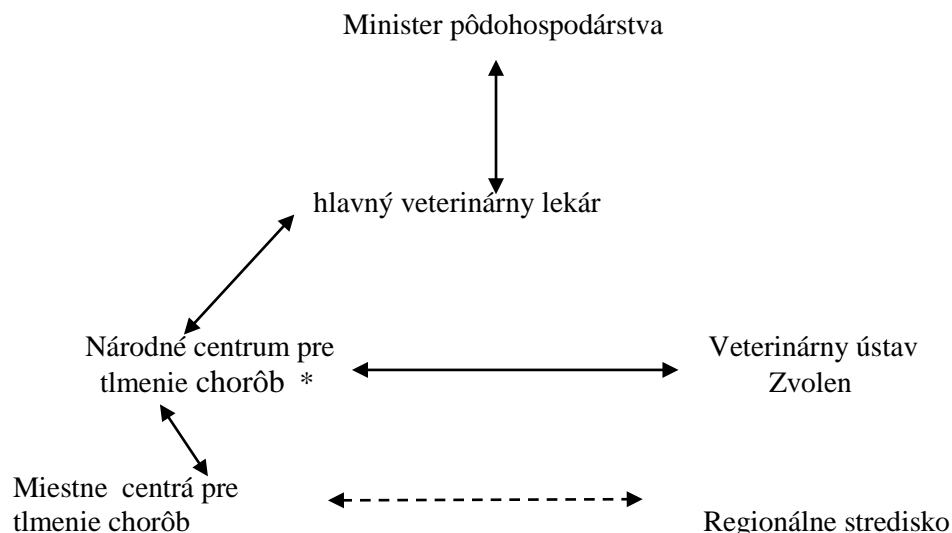 Minister pôdohospodárstva
hlavný veterinárny lekár
Národné centrum pre
tlmenie chorôb *
Veterinárny ústav
Zvolen
Miestne centrá pre
tlmenie chorôb
Regionálne stredisko